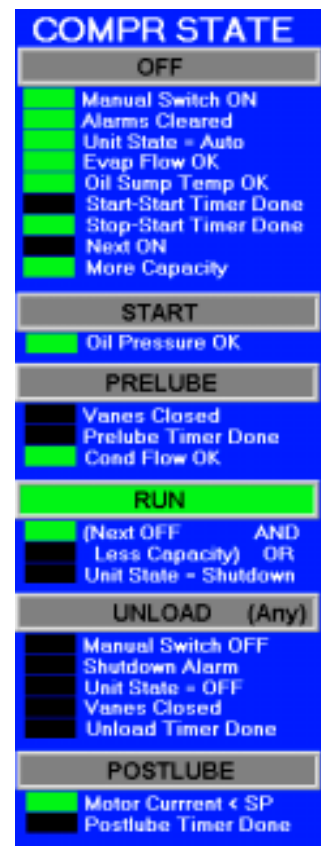 COMPR STATE
OFF
Manual Switch ON
Alarms Cleared
Unit State = Auto
Evap Flow OK
Oil Sump Temp OK
Start-Start Timer Done
Stop-Start Timer Done
Next ON
More Capacity
START
Oil Pressure OK
PRELUBE
Vanes Closed
Prelube Timer Done
Cond Flow OK
RUN
(Next OFF AND
Less Capacity) OR
Unit State = Shutdown
UNLOAD (Any)
Manual Switch OFF
Shutdown Alarm
Unit State = OFF
Vanes Closed
Unload Timer Done
POSTLUBE
Motor Currrent < SP
Postlube Timer Done